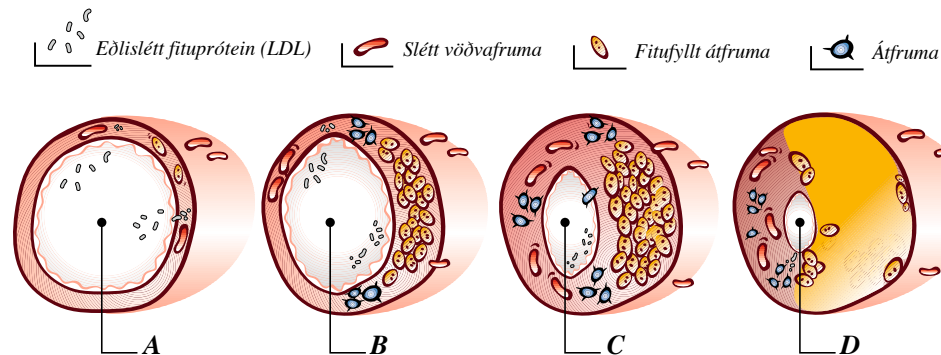 Eðlislétt fituprótein (LDL)
Slétt vöðvafruma
Fitufyllt átfruma
Átfruma
A
B
C
D